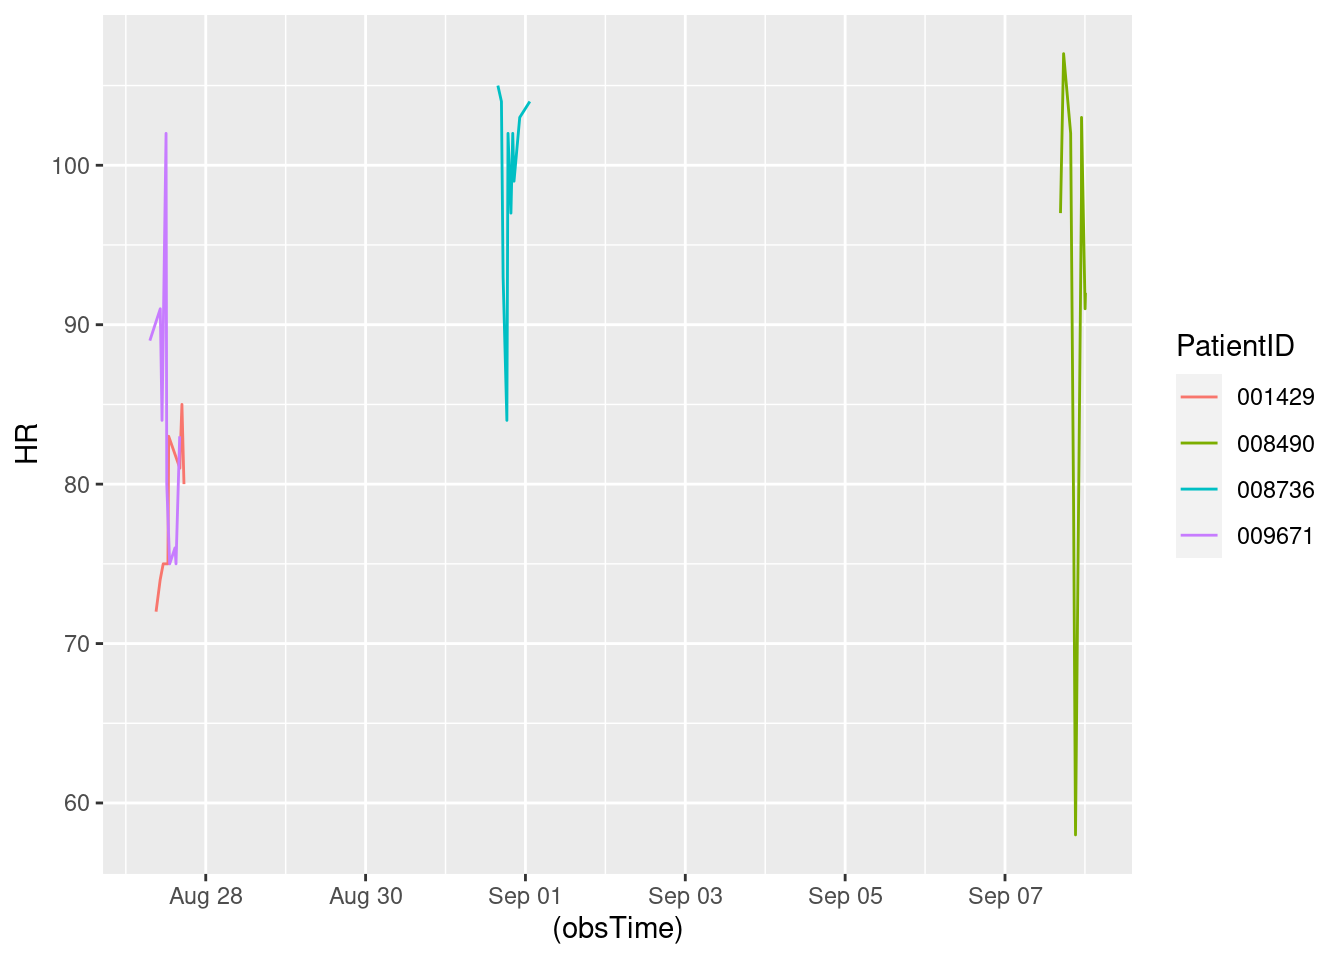 HR
100
90
80
70
60
Aug 28
Aug 30
Sep 01
Sep 03
Sep 05
Sep 07
(obsTime)
PatientID
001429
008490
008736
009671